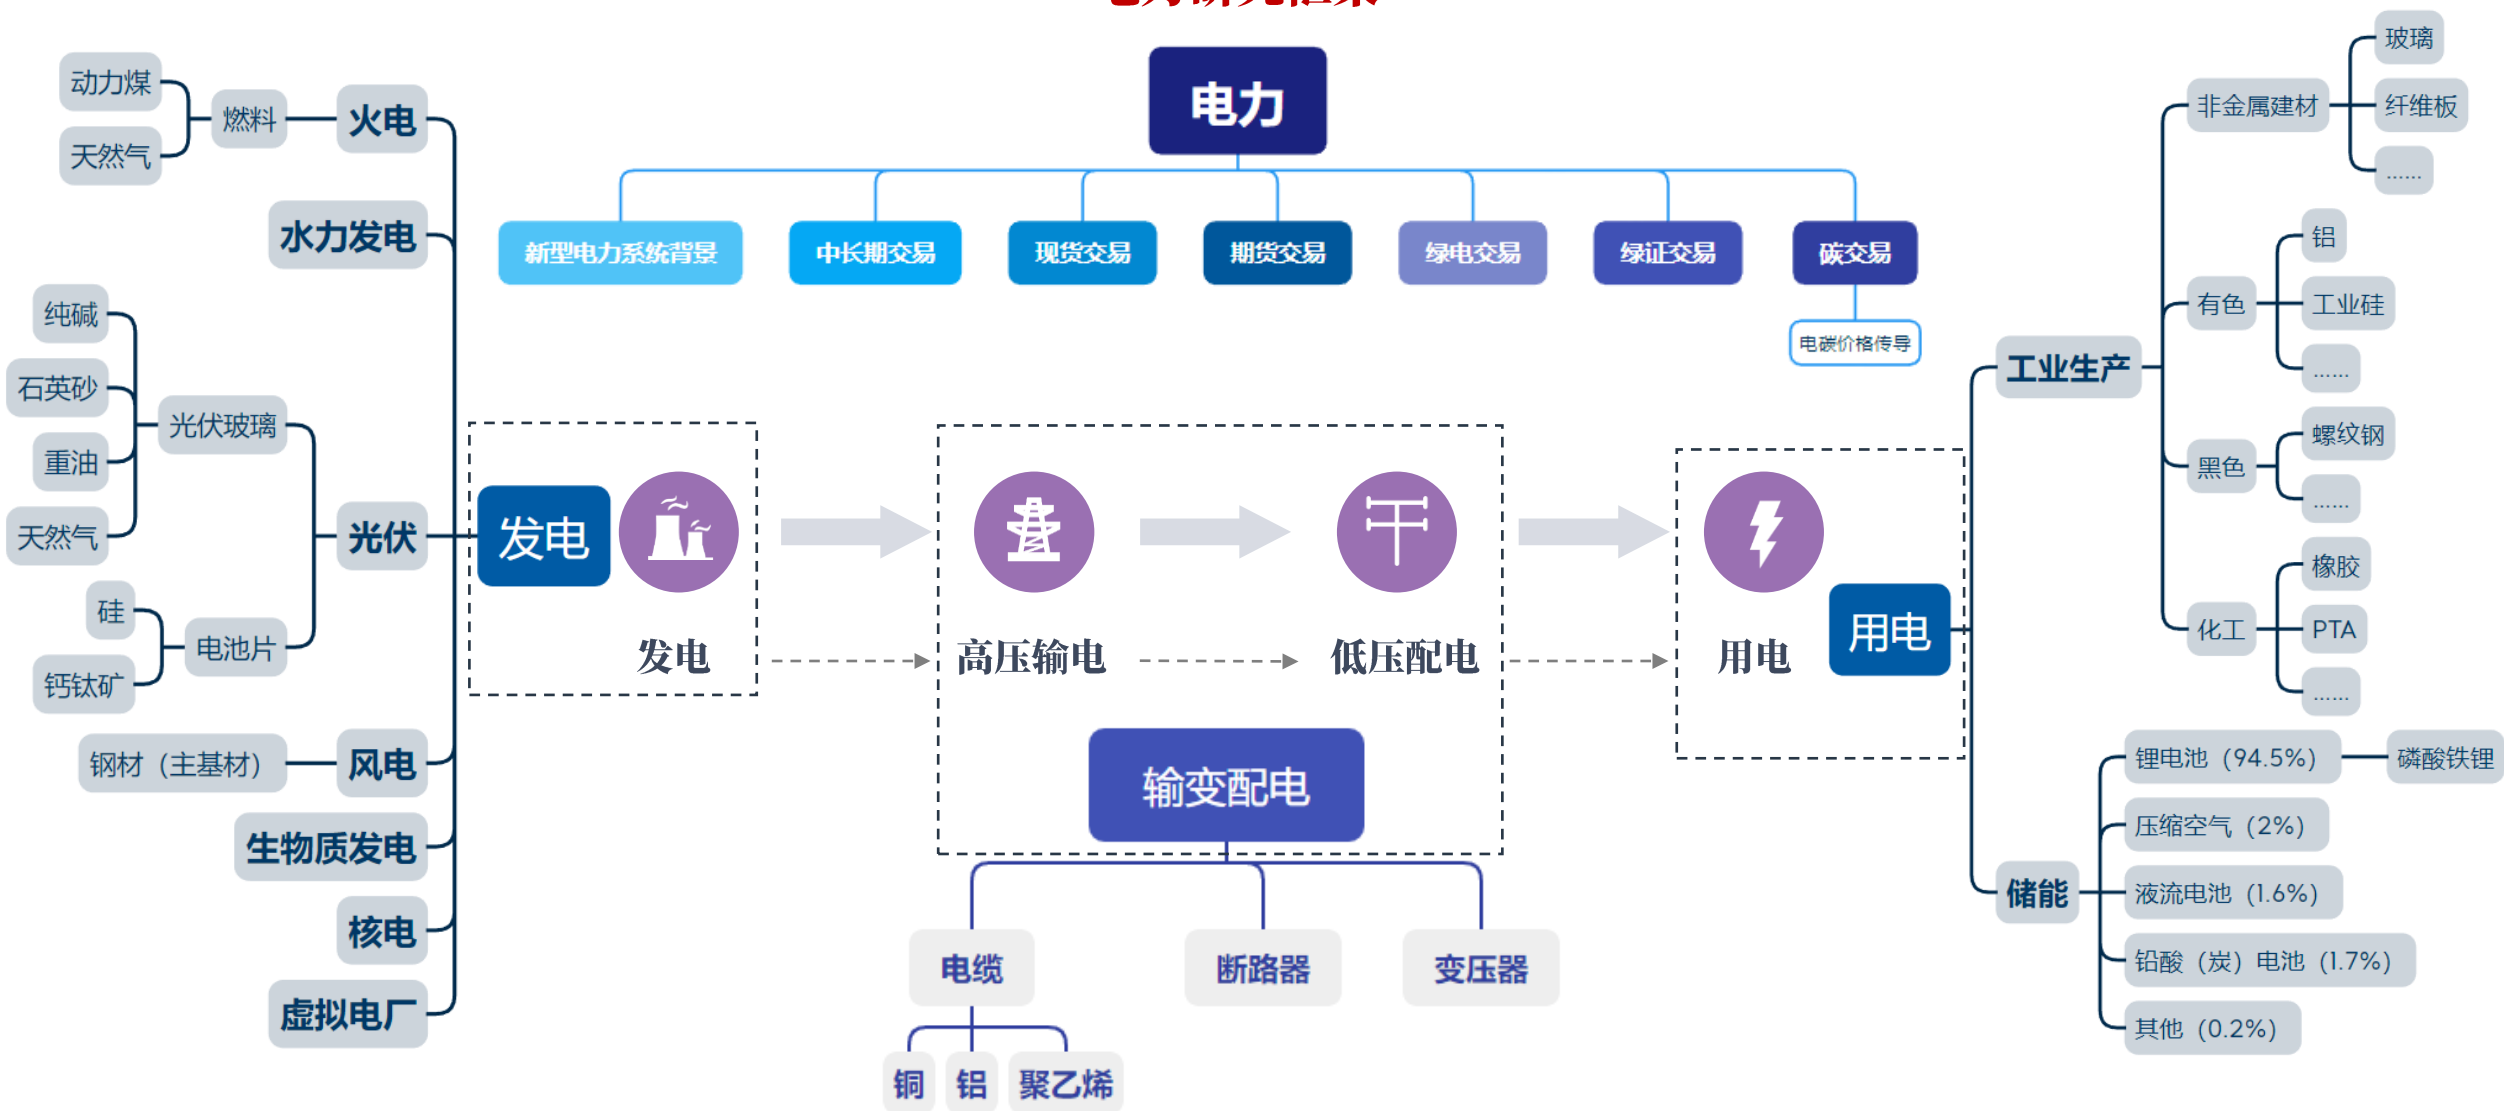 电力
新型电力系统背景
中长期交易
现货交易
期货交易
绿电交易
绿证交易
碳交易
电碳价格传导
动力煤
天然气
燃料
火电
水力发电
纯碱
石英砂
重油
天然气
光伏玻璃
硅
钙钛矿
电池片
光伏
钢材（主基材）
风电
生物质发电
核电
虚拟电厂
发电
发电
高压输电
低压配电
用电
用电
输变配电
电缆
断路器
变压器
铜
铝
聚乙烯
工业生产
非金属建材
玻璃
纤维板
......
有色
铝
工业硅
......
黑色
螺纹钢
......
化工
橡胶
PTA
......
储能
锂电池（94.5%）
磷酸铁锂
压缩空气（2%）
液流电池（1.6%）
铅酸（炭）电池（1.7%）
其他（0.2%）